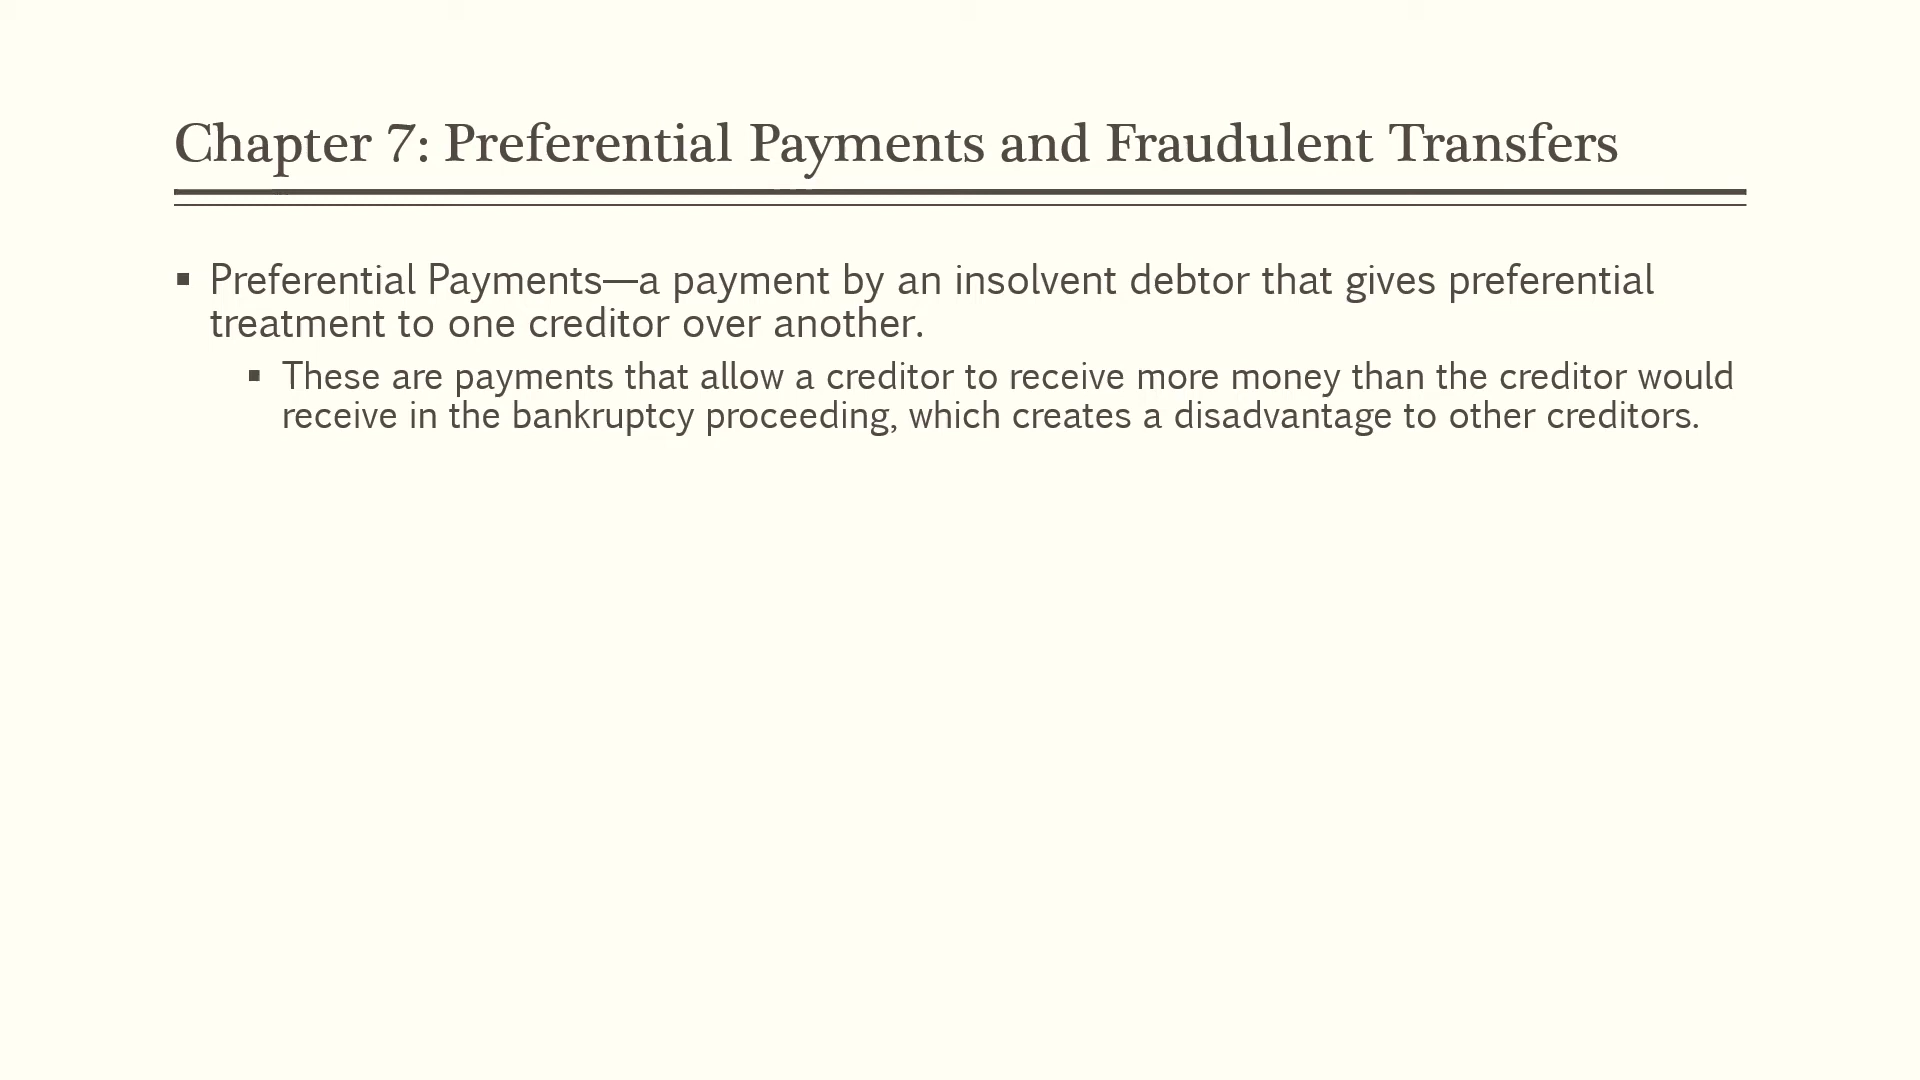 Chapter 7: Preferential Payments and Fraudulent Transfers
▪ Preferential Payments—a payment by an insolvent debtor that gives preferential
treatment to one creditor over another.
▪ These are payments that allow a creditor to receive more money than the creditor would
receive in the bankruptcy proceeding, which creates a disadvantage to other creditors.